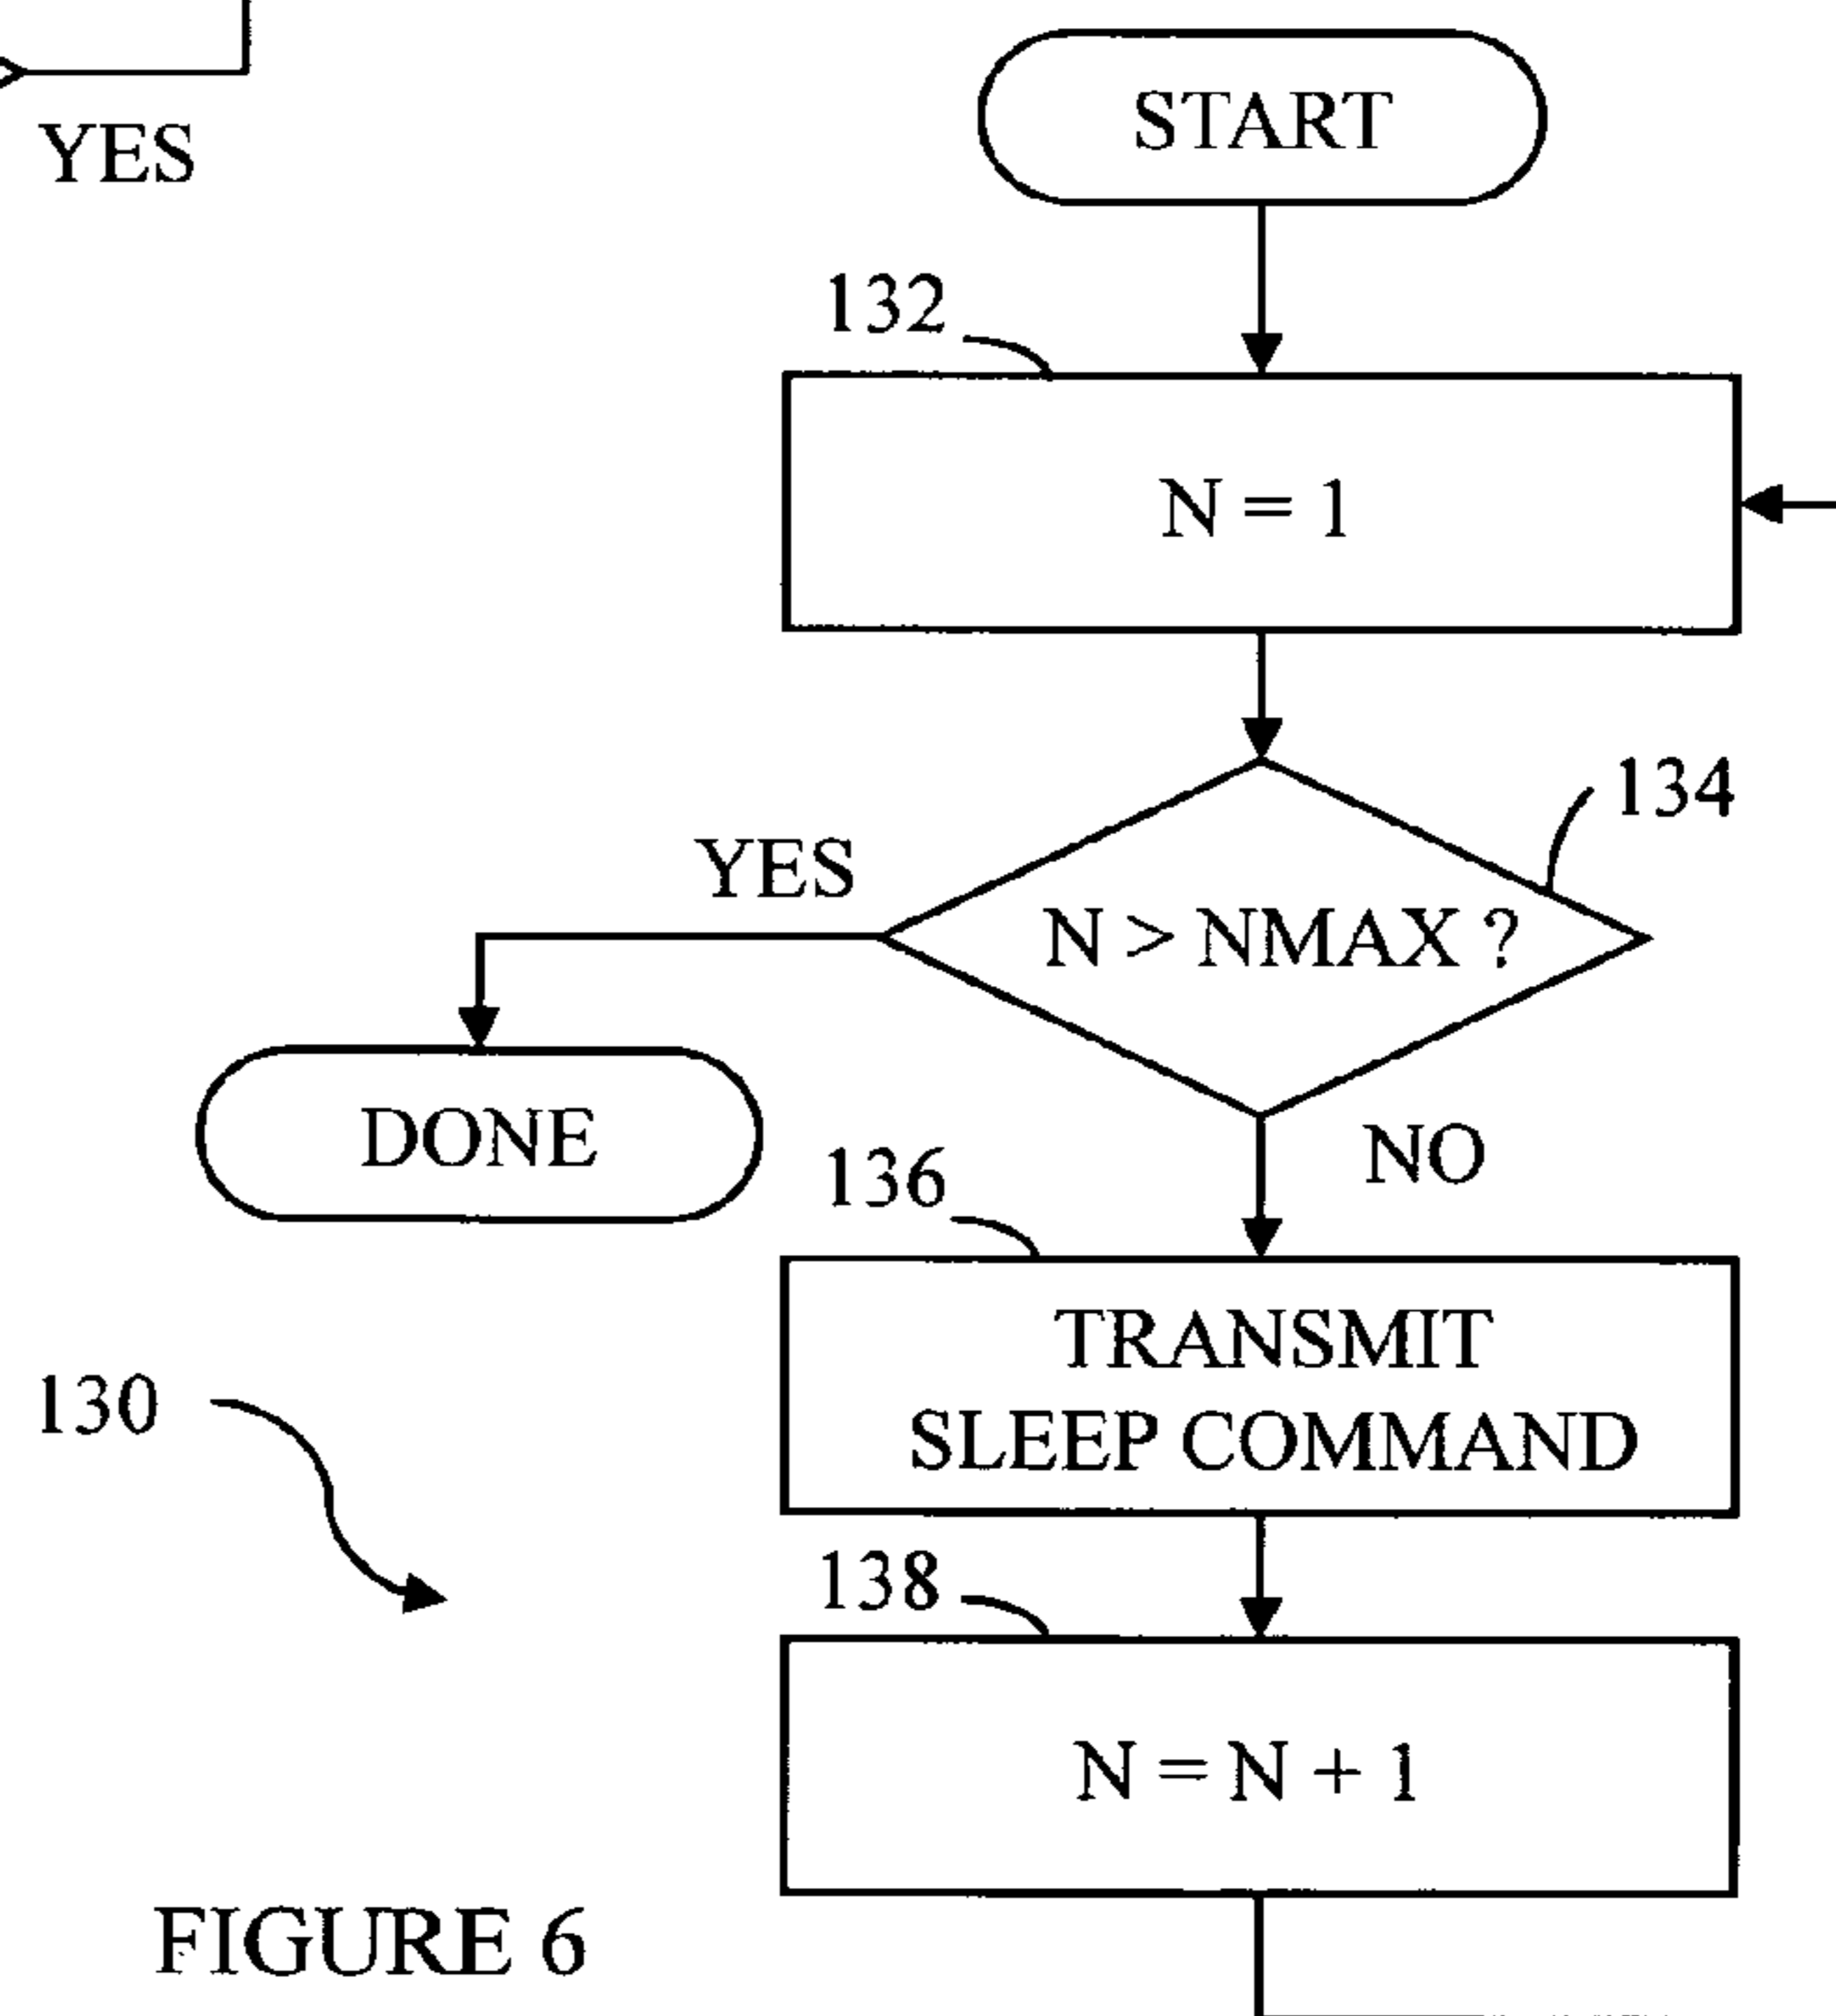 YES
START
132
N = 1
134
YES
N > NMAX ?
DONE
NO
136
TRANSMIT
SLEEP COMMAND
130
138
N = N + 1
FIGURE 6